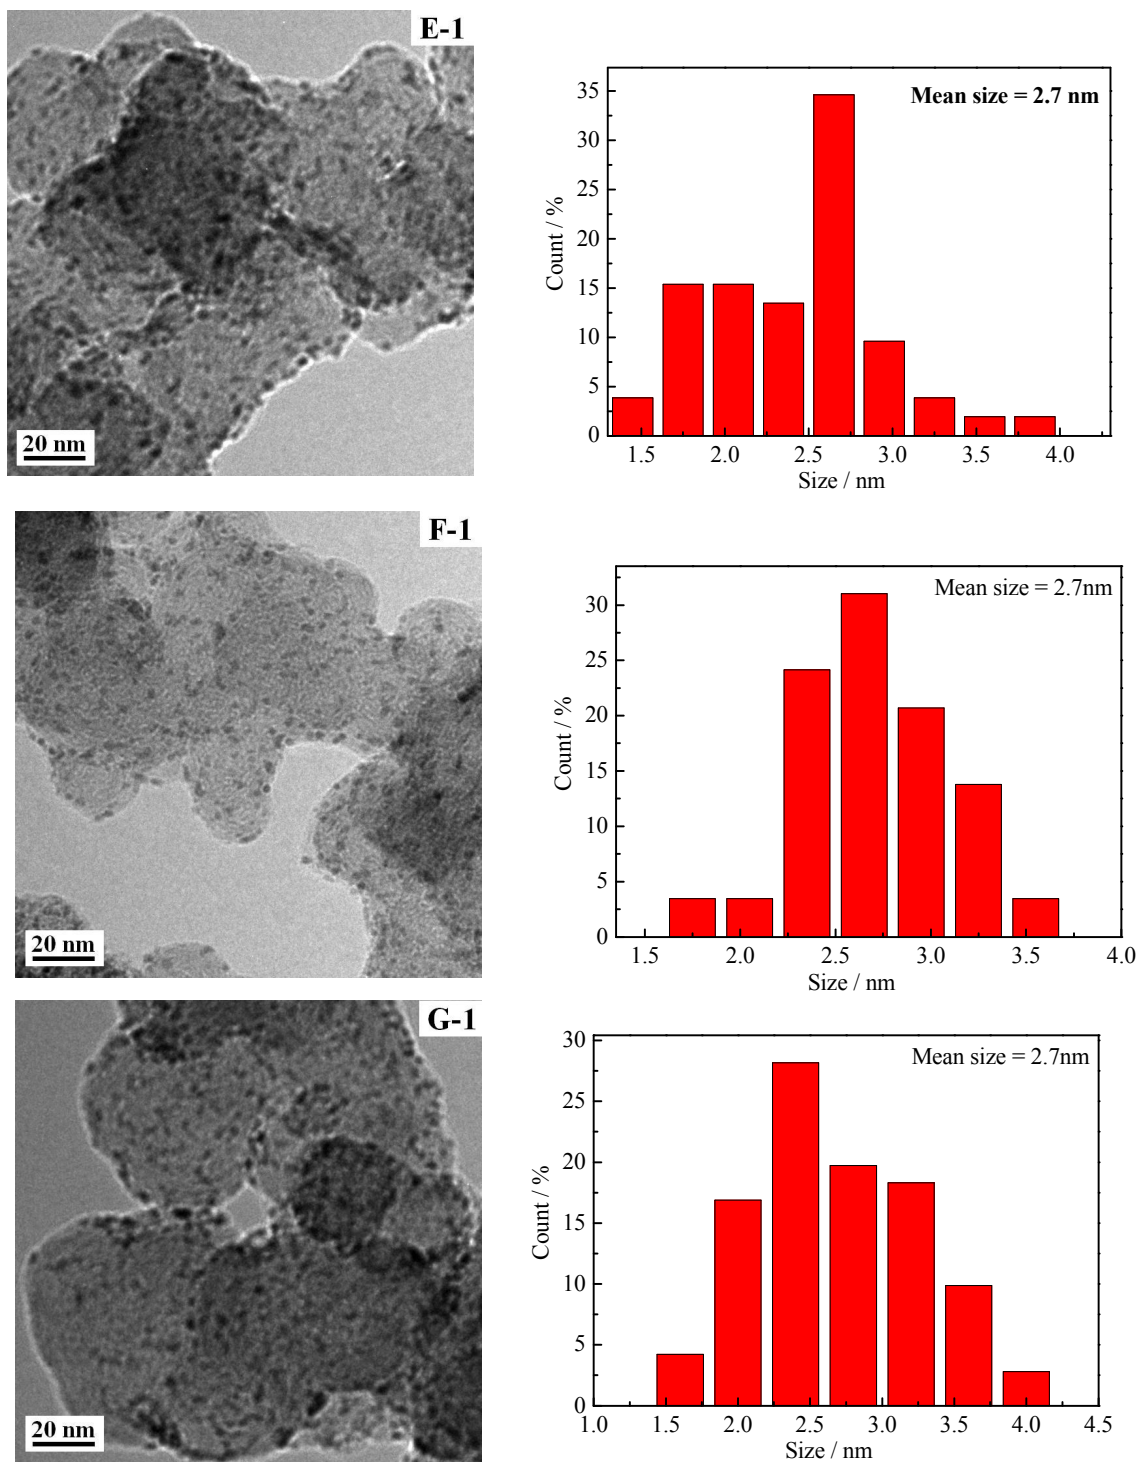 E-1
20 nm
Mean size = 2.7 nm
35
30
25
20
15
10
5
0
Count / %
1.5 2.0 2.5 3.0 3.5 4.0
Size / nm
F-1
20 nm
Mean size = 2.7nm
30
25
20
15
10
5
0
Count / %
1.5 2.0 2.5 3.0 3.5 4.0
Size / nm
G-1
20 nm
Mean size = 2.7nm
30
25
20
15
10
5
0
Count / %
1.0 1.5 2.0 2.5 3.0 3.5 4.0 4.5
Size / nm